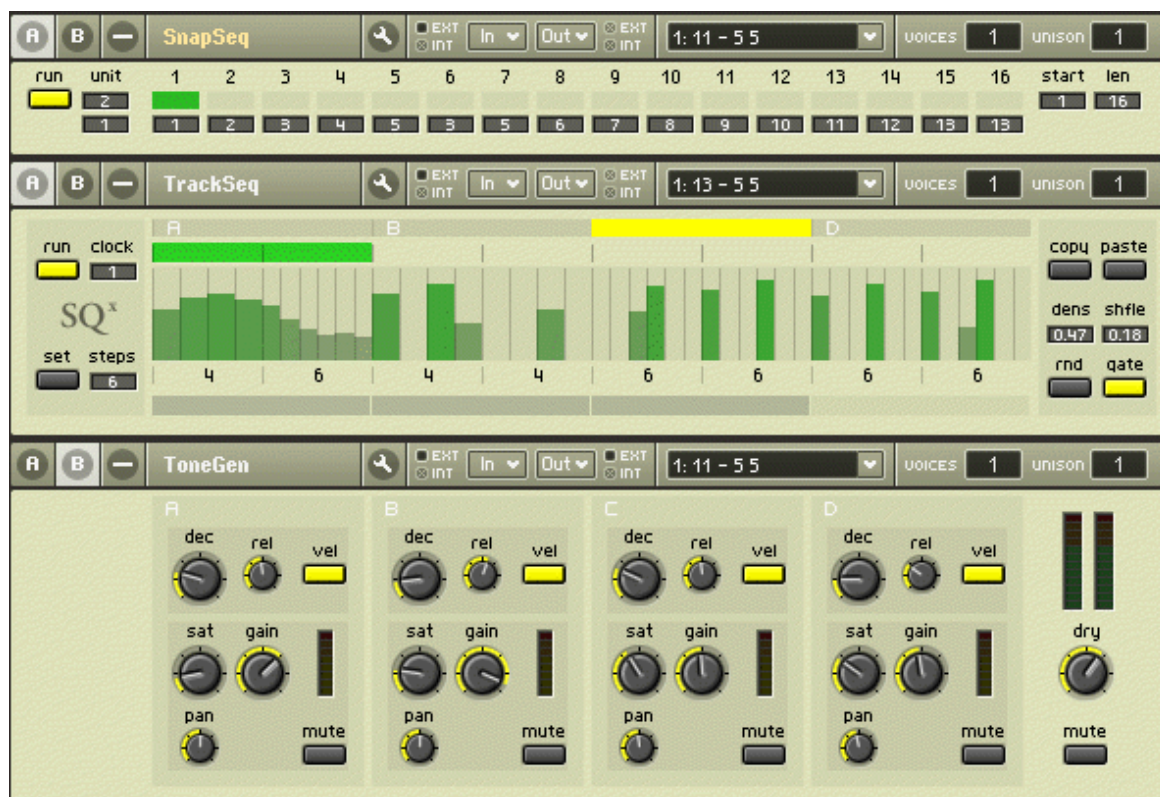 A B SnapSeq EXT INT In Out EXT INT 1: 11 - 5 5 VOICES 1 UNISON 1
run unit 1 2 3 4 5 6 7 8 9 10 11 12 13 14 15 16 start len
2 1 16
1 1 2 3 4 5 3 5 6 7 8 9 10 11 12 13 13
A B TrackSeq EXT INT In Out EXT INT 1: 13 - 5 5 VOICES 1 UNISON 1
A B D
run clock copy paste
1
SQx
dens shfle
0.47 0.18
set steps rnd gate
6 4 6 4 4 6 6 6 6
A B ToneGen EXT INT In Out EXT INT 1: 11 - 5 5 VOICES 1 UNISON 1
A B C D
dec rel vel dec rel vel dec rel vel dec rel vel
sat gain sat gain sat gain sat gain dry
pan mute pan mute pan mute pan mute mute